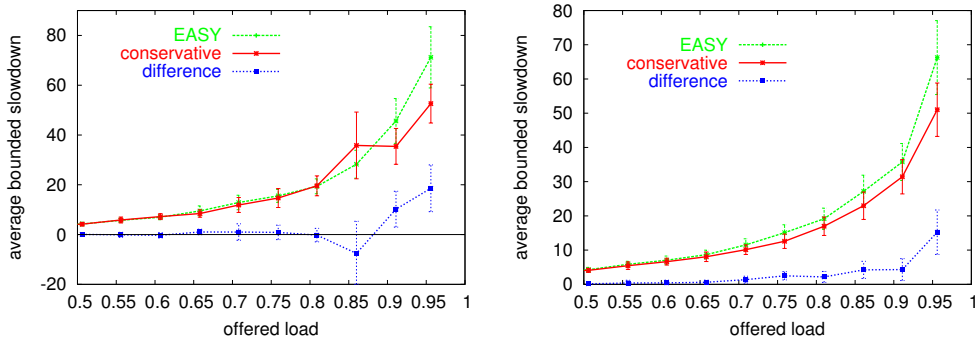 average bounded slowdown
80
60
40
20
0
-20
EASY
conservative
difference
0.5 0.55 0.6 0.65 0.7 0.75 0.8 0.85 0.9 0.95 1
offered load
average bounded slowdown
80
70
60
50
40
30
20
10
0
EASY
conservative
difference
0.5 0.55 0.6 0.65 0.7 0.75 0.8 0.85 0.9 0.95 1
offered load